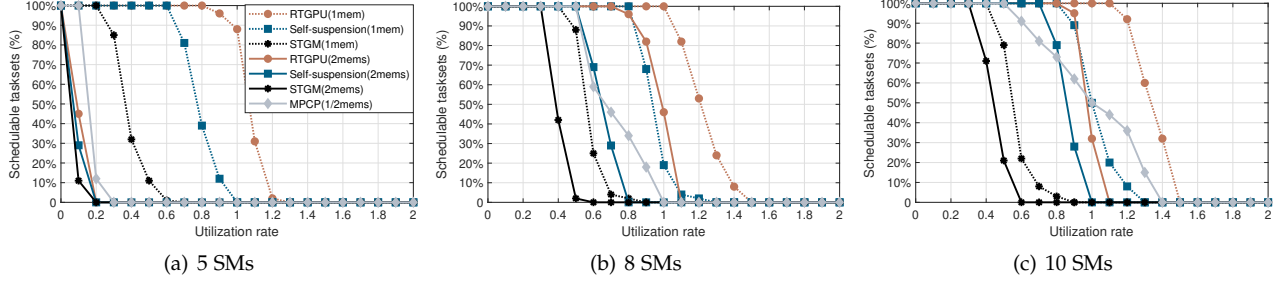 Schedulable tasksets (%)
100%
90%
80%
70%
60%
50%
40%
30%
20%
10%
0
0 0.2 0.4 0.6 0.8 1 1.2 1.4 1.6 1.8 2
Utilization rate
RTGPU(1mem)
Self-suspension(1mem)
STGM(1mem)
RTGPU(2mems)
Self-suspension(2mems)
STGM(2mems)
MPCP(1/2mems)
(a) 5 SMs
Schedulable tasksets (%)
100%
90%
80%
70%
60%
50%
40%
30%
20%
10%
0
0 0.2 0.4 0.6 0.8 1 1.2 1.4 1.6 1.8 2
Utilization rate
(b) 8 SMs
Schedulable tasksets (%)
100%
90%
80%
70%
60%
50%
40%
30%
20%
10%
0
0 0.2 0.4 0.6 0.8 1 1.2 1.4 1.6 1.8 2
Utilization rate
(c) 10 SMs